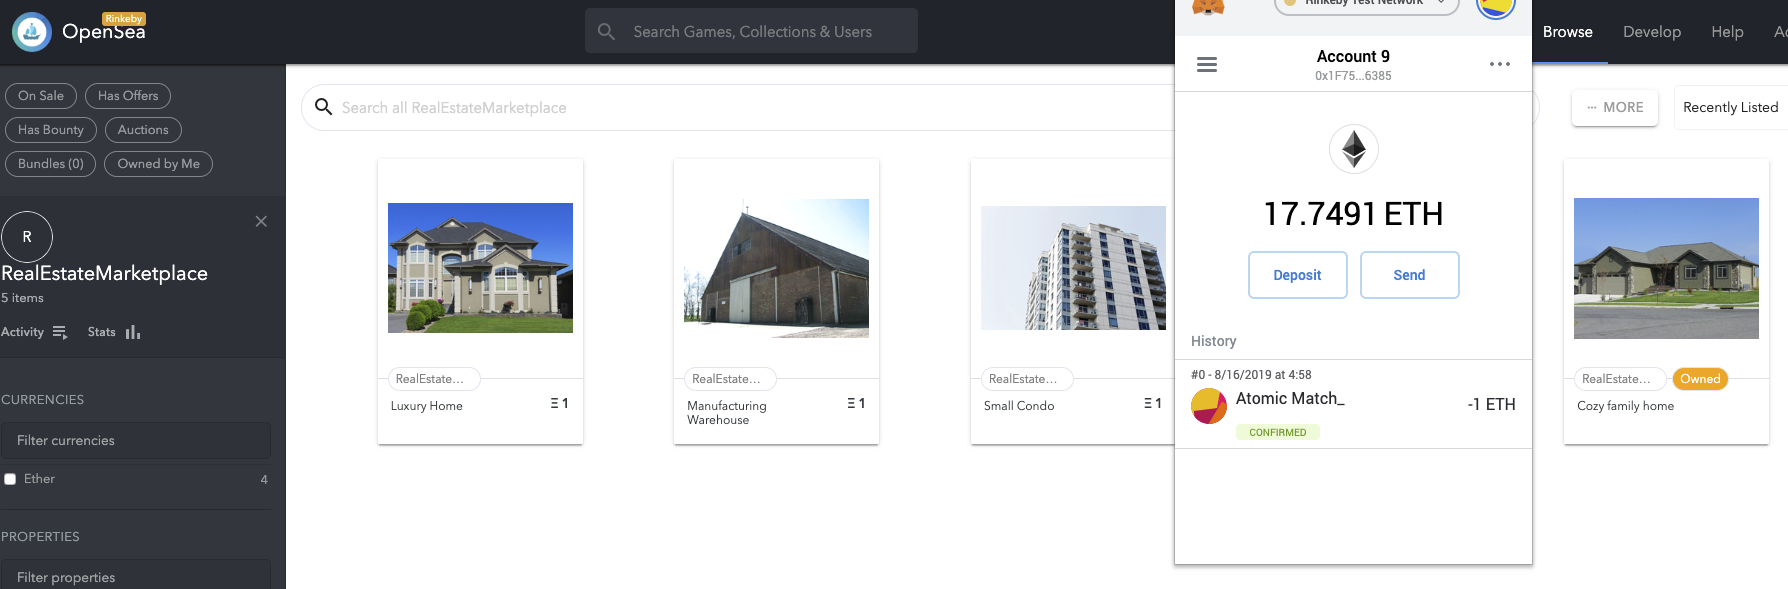 Rinkeby
OpenSea
Search Games, Collections & Users
Rinkeby Test Network
Browse
Develop
Help
On Sale
Has Offers
Has Bounty
Auctions
Bundles (0)
Owned by Me
R
RealEstateMarketplace
5 items
Activity
Stats
CURRENCIES
Filter currencies
Ether
4
PROPERTIES
Filter properties
Search all RealEstateMarketplace
··· MORE
Recently Listed
RealEstate...
Luxury Home
Ξ 1
RealEstate...
Manufacturing
Warehouse
Ξ 1
RealEstate...
Small Condo
Ξ 1
Account 9
0x1F75...6385
17.7491 ETH
Deposit
Send
History
#0 - 8/16/2019 at 4:58
Atomic Match_
-1 ETH
CONFIRMED
RealEstate...
Owned
Cozy family home